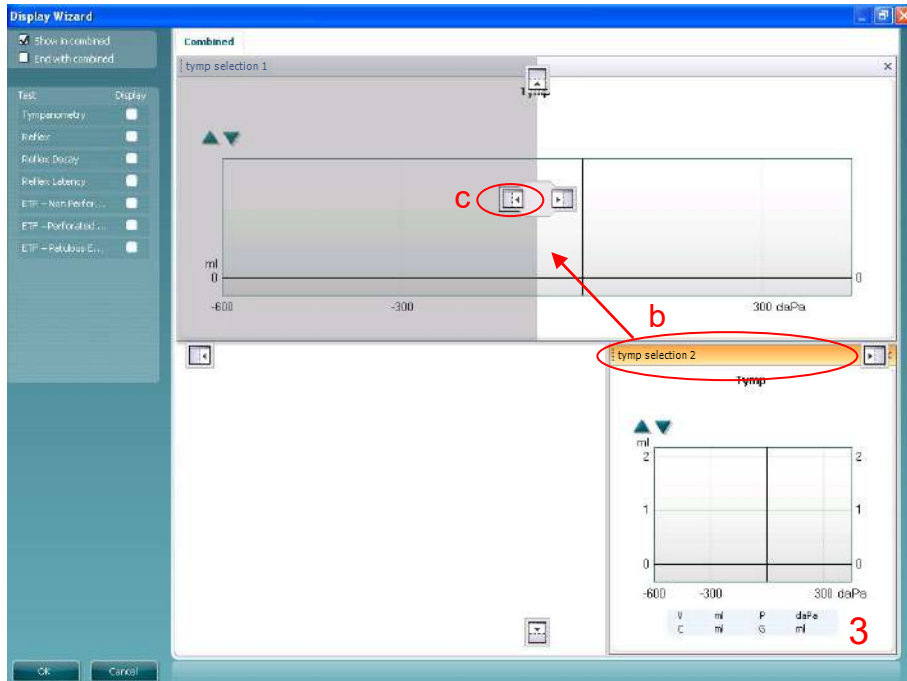 Display Wizard
Show in combined
End with combined
Test Display
Tympanometry
Reflex
Reflex Decay
Reflex Latency
ETF – Non Perfor...
ETF –Perforated ...
ETF – Patulous E...
OK Cancel
Combined
tymp selection 1
Tymp
c
ml
0 0
-600 -300 300 daPa
b
tymp selection 2
Tymp
ml
2 2
1 1
0 0
-600 -300 300 daPa
V ml P daPa
C ml G ml
3